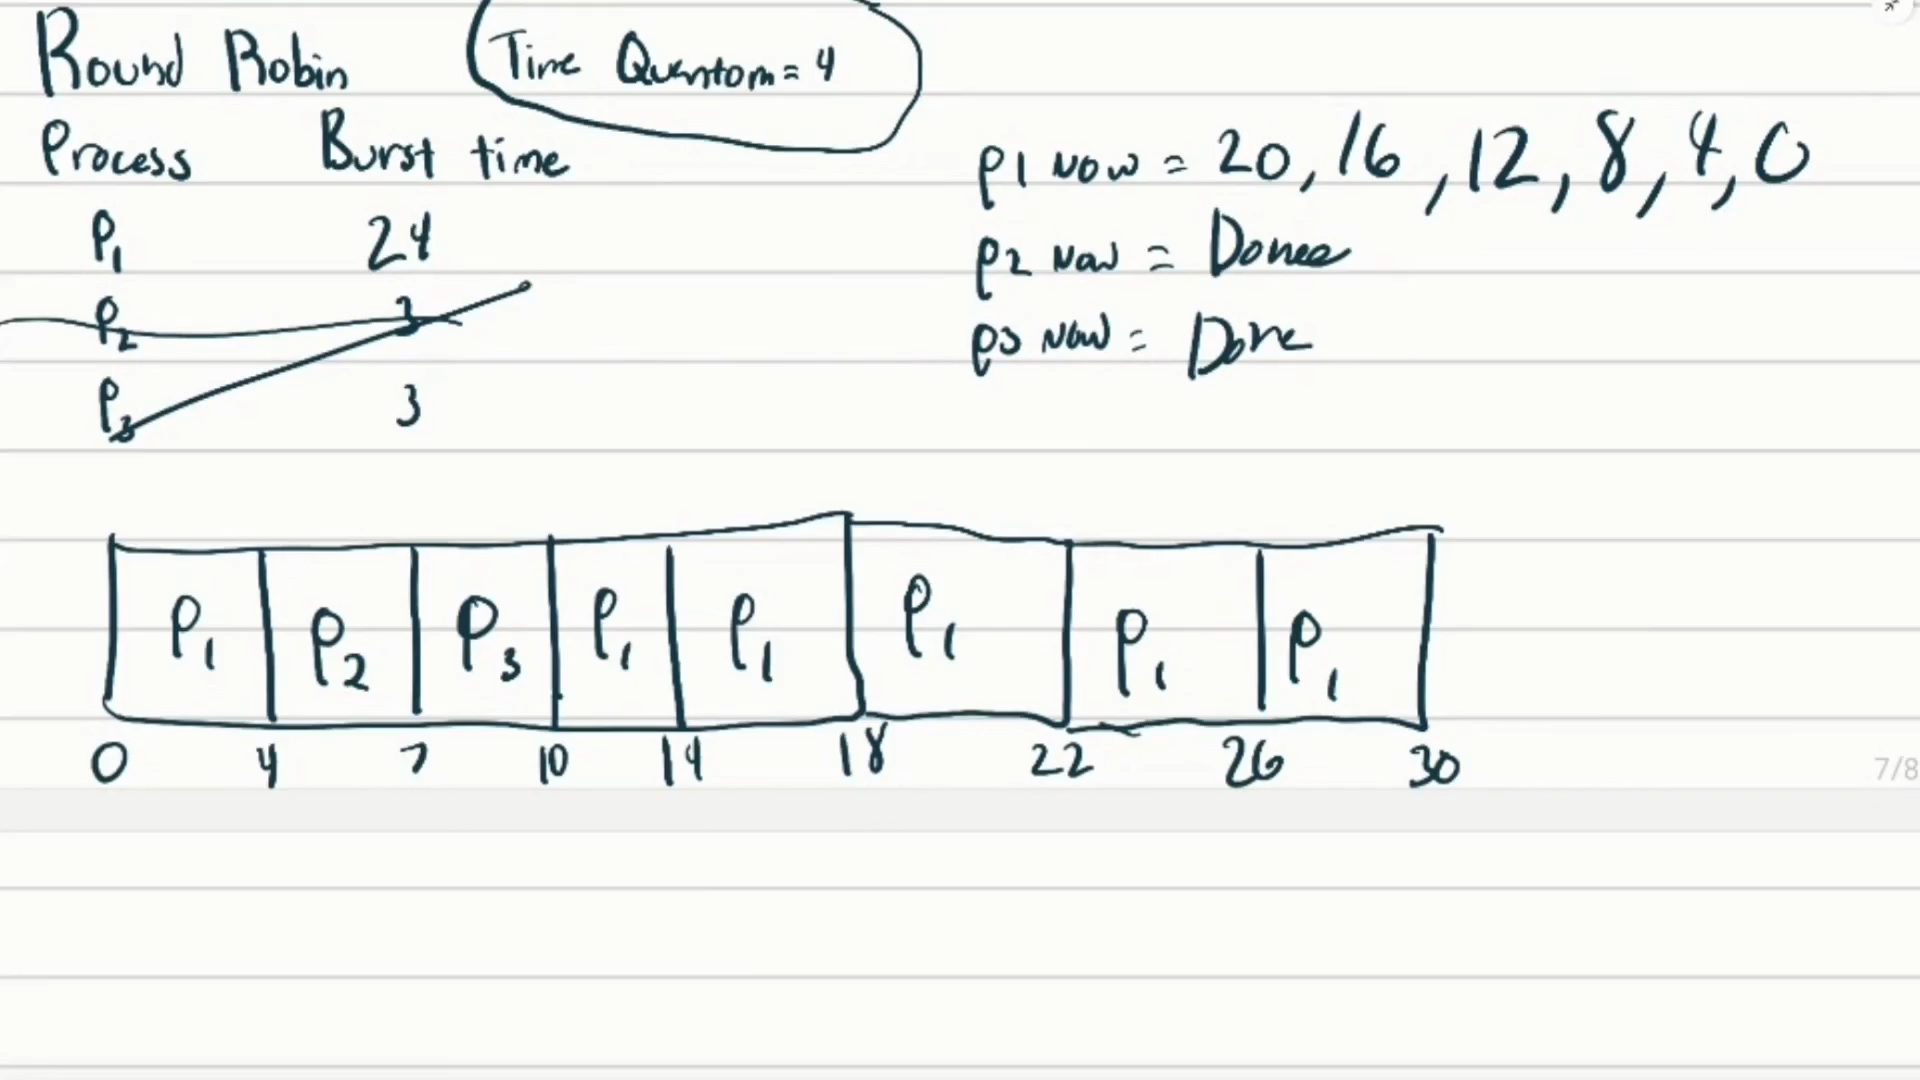 Round Robin Time Quantom = 4
Process Burst time
P1 24
P2 3
P3 3
P1 NOW = 20, 16, 12, 8, 4, 0
P2 NOW = Done
P3 NOW = Done
P1 P2 P3 P1 P1 P1 P1 P1
0 4 7 10 14 18 22 26 30
7/8